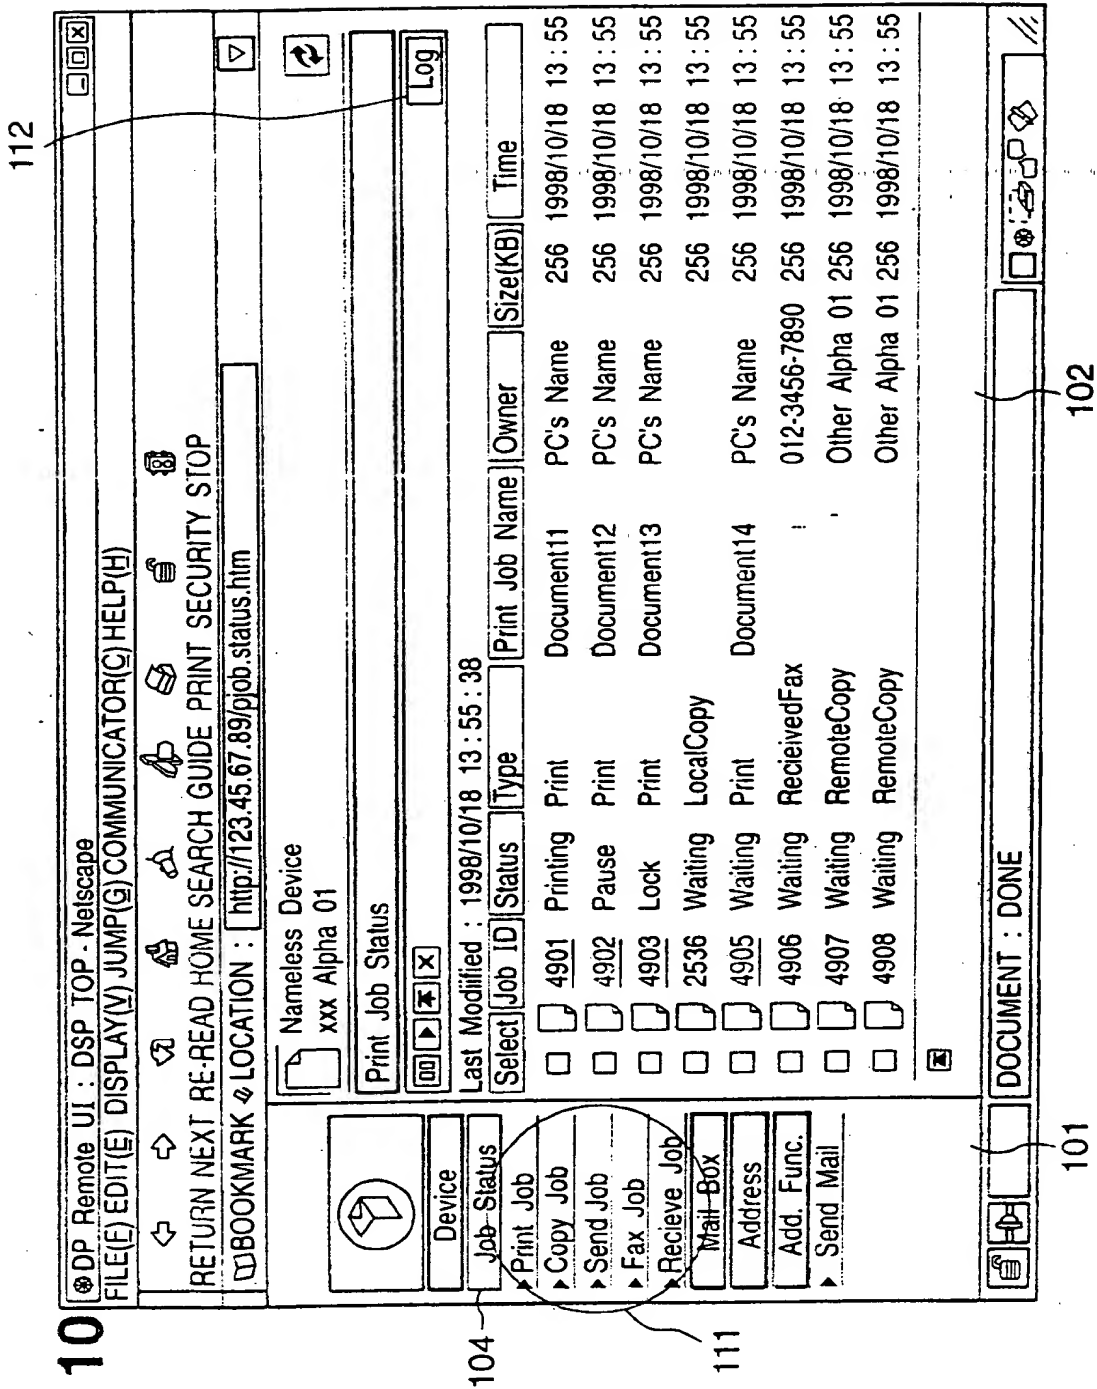 10
DP Remote UI : DSP TOP - Netscape
FILE(F) EDIT(E) DISPLAY(V) JUMP(G) COMMUNICATOR(C) HELP(H)
RETURN NEXT RE-READ HOME SEARCH GUIDE PRINT SECURITY STOP
BOOKMARK LOCATION : http://123.45.67.89/pjob.status.htm
Device
Job Status
Print Job
Copy Job
Send Job
Fax Job
Recieve Job
Mail Box
Address
Add. Func.
Send Mail
Nameless Device
xxx Alpha 01
Print Job Status
Log
Last Modified : 1998/10/18 13:55:38
Select Job ID Status Type Print Job Name Owner Size(KB) Time
4901 Printing Print Document11 PC's Name 256 1998/10/18 13:55
4902 Pause Print Document12 PC's Name 256 1998/10/18 13:55
4903 Lock Print Document13 PC's Name 256 1998/10/18 13:55
2536 Waiting LocalCopy 256 1998/10/18 13:55
4905 Waiting Print Document14 PC's Name 256 1998/10/18 13:55
4906 Waiting RecieivedFax 012-3456-7890 256 1998/10/18 13:55
4907 Waiting RemoteCopy Other Alpha 01 256 1998/10/18 13:55
4908 Waiting RemoteCopy Other Alpha 01 256 1998/10/18 13:55
DOCUMENT : DONE
104
111
112
101
102